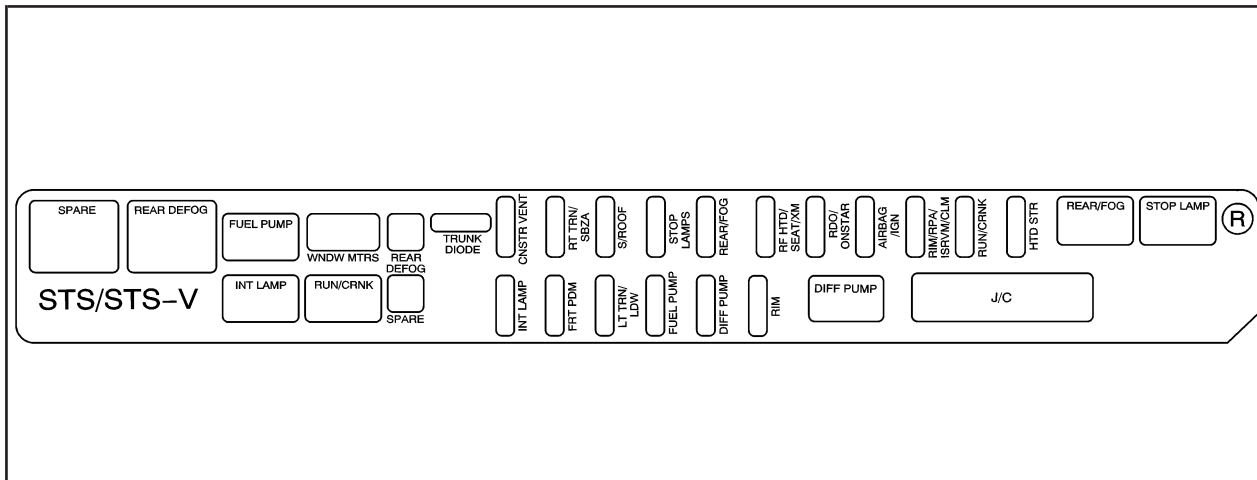 SPARE
REAR DEFOG
FUEL PUMP
WNDW MTRS
REAR
DEFOG
TRUNK
DIODE
CNSTR VENT
RT TRN/
SBZA
S/ROOF
STOP
LAMPS
REAR/FOG
RF HTD/
SEAT/XM
RDO/
ONSTAR
AIRBAG
/IGN
RIM/RPA/
ISRVM/CLM
RUN/CRNK
HTD STR
REAR/FOG
STOP LAMP
R
STS/STS-V
INT LAMP
RUN/CRNK
SPARE
INT LAMP
FRT PDM
LT TRN/
LDW
FUEL PUMP
DIFF PUMP
RIM
DIFF PUMP
J/C